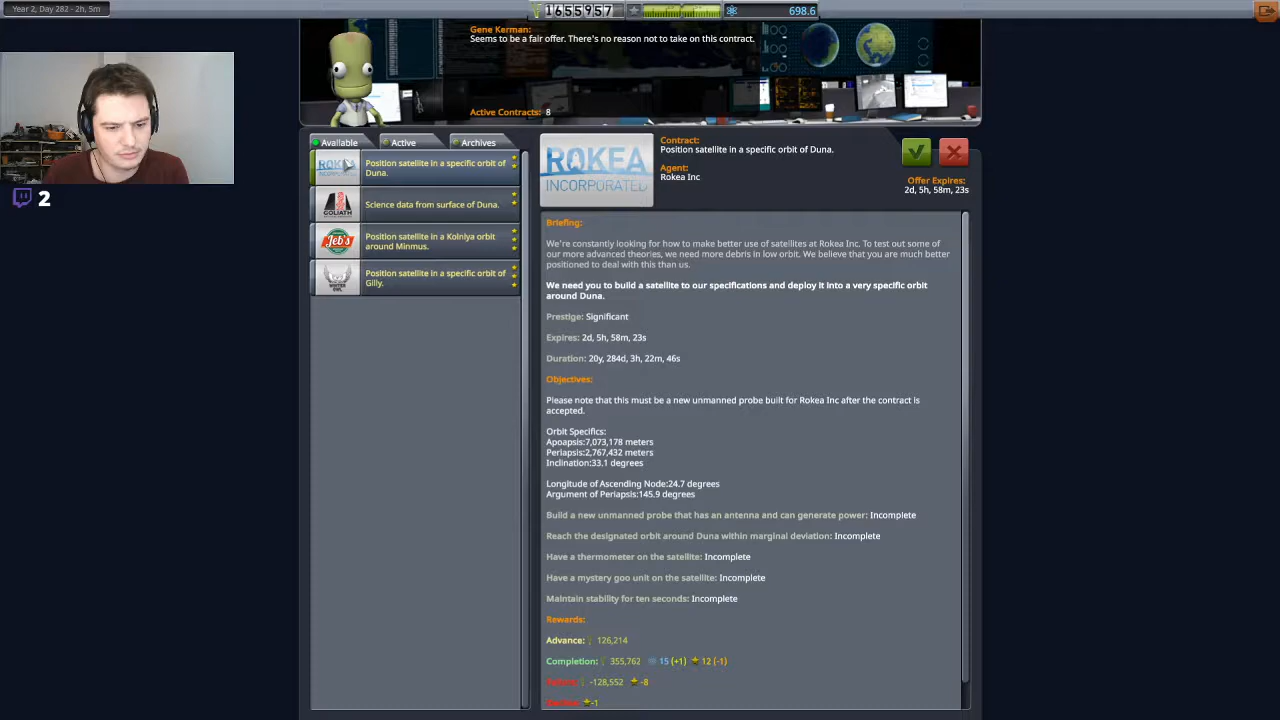 Year 2, Day 282 - 2h, 5m
1655957
698.6
Gene Kerman:
Seems to be a fair offer. There's no reason not to take on this contract.
Active Contracts: 8
2
Available
Active
Archives
ROKEA
Position satellite in a specific orbit of
Duna.
GOLIATH
Science data from surface of Duna.
Jeb's
Position satellite in a Kolniya orbit
around Minmus.
WINTER OWL
Position satellite in a specific orbit of
Gilly.
ROKEA
INCORPORATED
Contract:
Position satellite in a specific orbit of Duna.
Agent:
Rokea Inc
Offer Expires:
2d, 5h, 58m, 23s
Briefing:
We're constantly looking for how to make better use of satellites at Rokea Inc. To test out some of
our more advanced theories, we need more debris in low orbit. We believe that you are much better
positioned to deal with this than us.
We need you to build a satellite to our specifications and deploy it into a very specific orbit
around Duna.
Prestige: Significant
Expires: 2d, 5h, 58m, 23s
Duration: 20y, 284d, 3h, 22m, 46s
Objectives:
Please note that this must be a new unmanned probe built for Rokea Inc after the contract is
accepted.
Orbit Specifics:
Apoapsis:7,073,178 meters
Periapsis:2,767,432 meters
Inclination:33.1 degrees
Longitude of Ascending Node:24.7 degrees
Argument of Periapsis:145.9 degrees
Build a new unmanned probe that has an antenna and can generate power: Incomplete
Reach the designated orbit around Duna within marginal deviation: Incomplete
Have a thermometer on the satellite: Incomplete
Have a mystery goo unit on the satellite: Incomplete
Maintain stability for ten seconds: Incomplete
Rewards:
Advance: 126,214
Completion: 355,762 15 (+1) 12 (-1)
Failure: -128,552 -8
-1